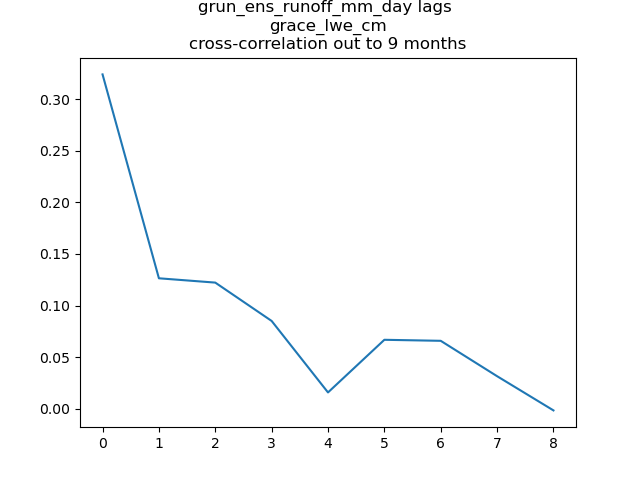 grun_ens_runoff_mm_day lags
grace_lwe_cm
cross-correlation out to 9 months
0.30
0.25
0.20
0.15
0.10
0.05
0.00
0 1 2 3 4 5 6 7 8